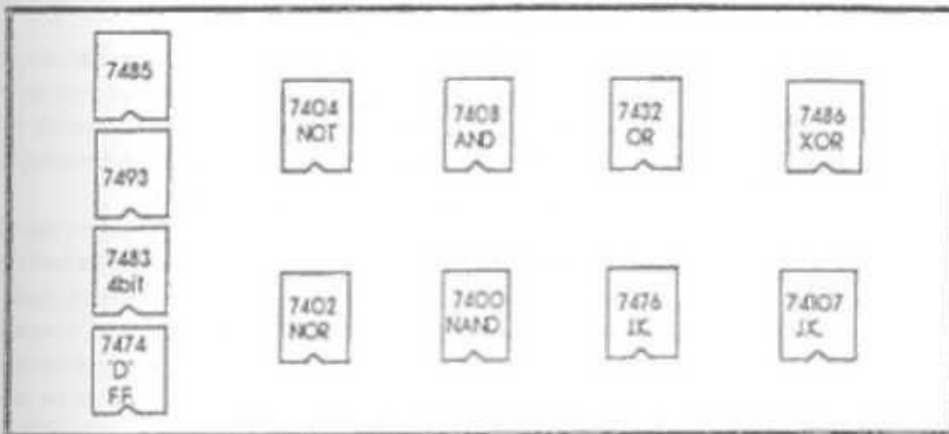 7485
7404
NOT
7408
AND
7432
OR
7486
XOR
7493
7483
4bit
7402
NOR
7400
NAND
7476
J.K.
74107
J.K.
7474
"D"
F.F.